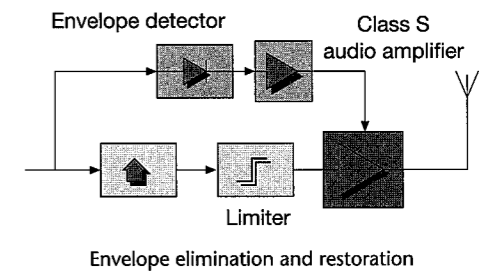 Envelope detector
Class S
audio amplifier
Limiter
Envelope elimination and restoration